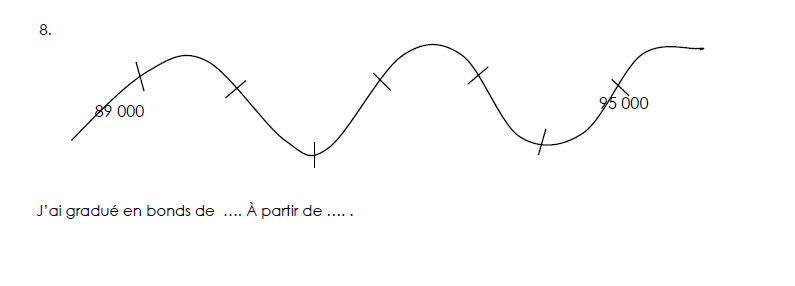 8.
89 000
95 000
J'ai gradué en bonds de .... À partir de .... .